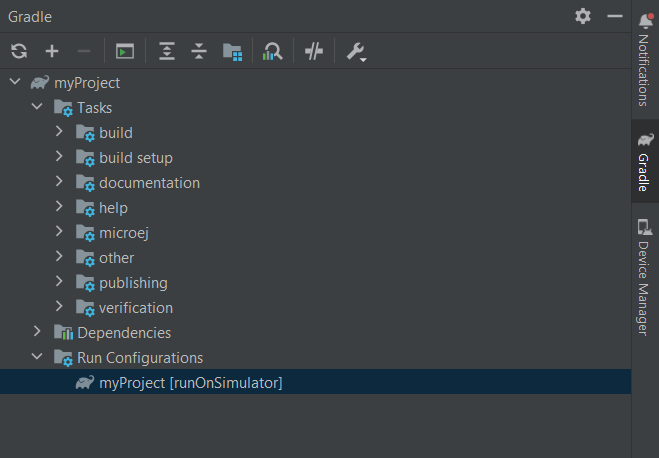 Gradle
myProject
Tasks
build
build setup
documentation
help
microej
other
publishing
verification
Dependencies
Run Configurations
myProject [runOnSimulator]
Notifications
Gradle
Device Manager